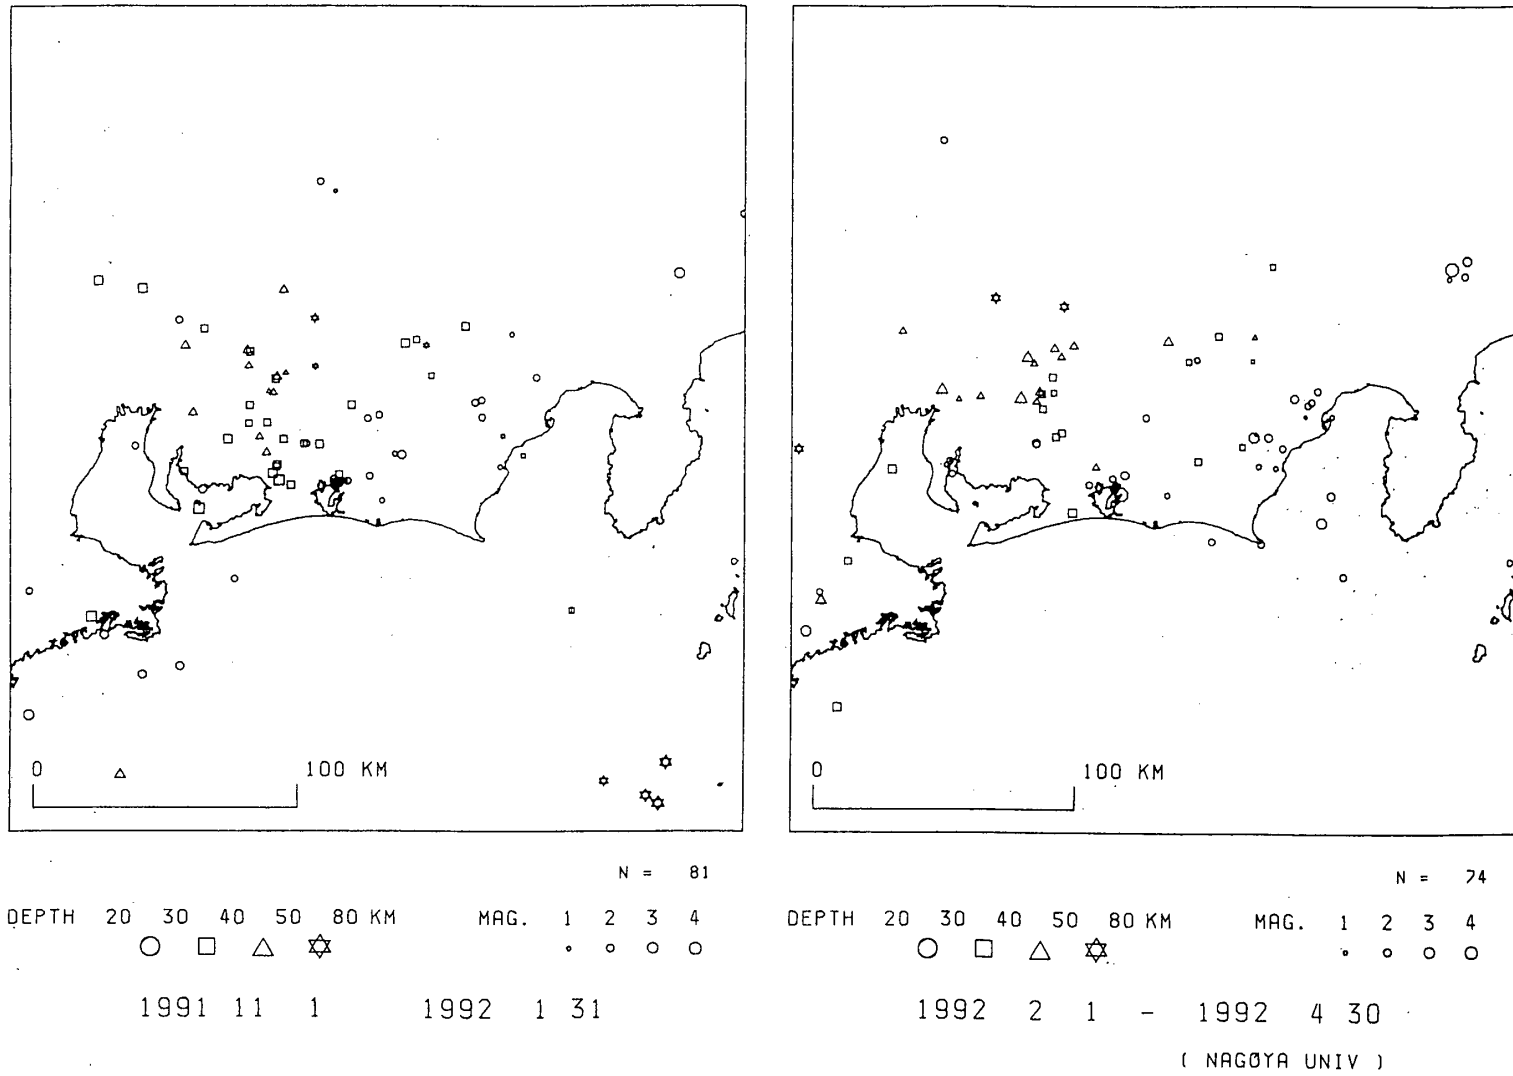 0 100 KM
0 100 KM
N = 81
DEPTH 20 30 40 50 80 KM MAG. 1 2 3 4
1991 11 1 1992 1 31
N = 74
DEPTH 20 30 40 50 80 KM MAG. 1 2 3 4
1992 2 1 - 1992 4 30
( NAGOYA UNIV )